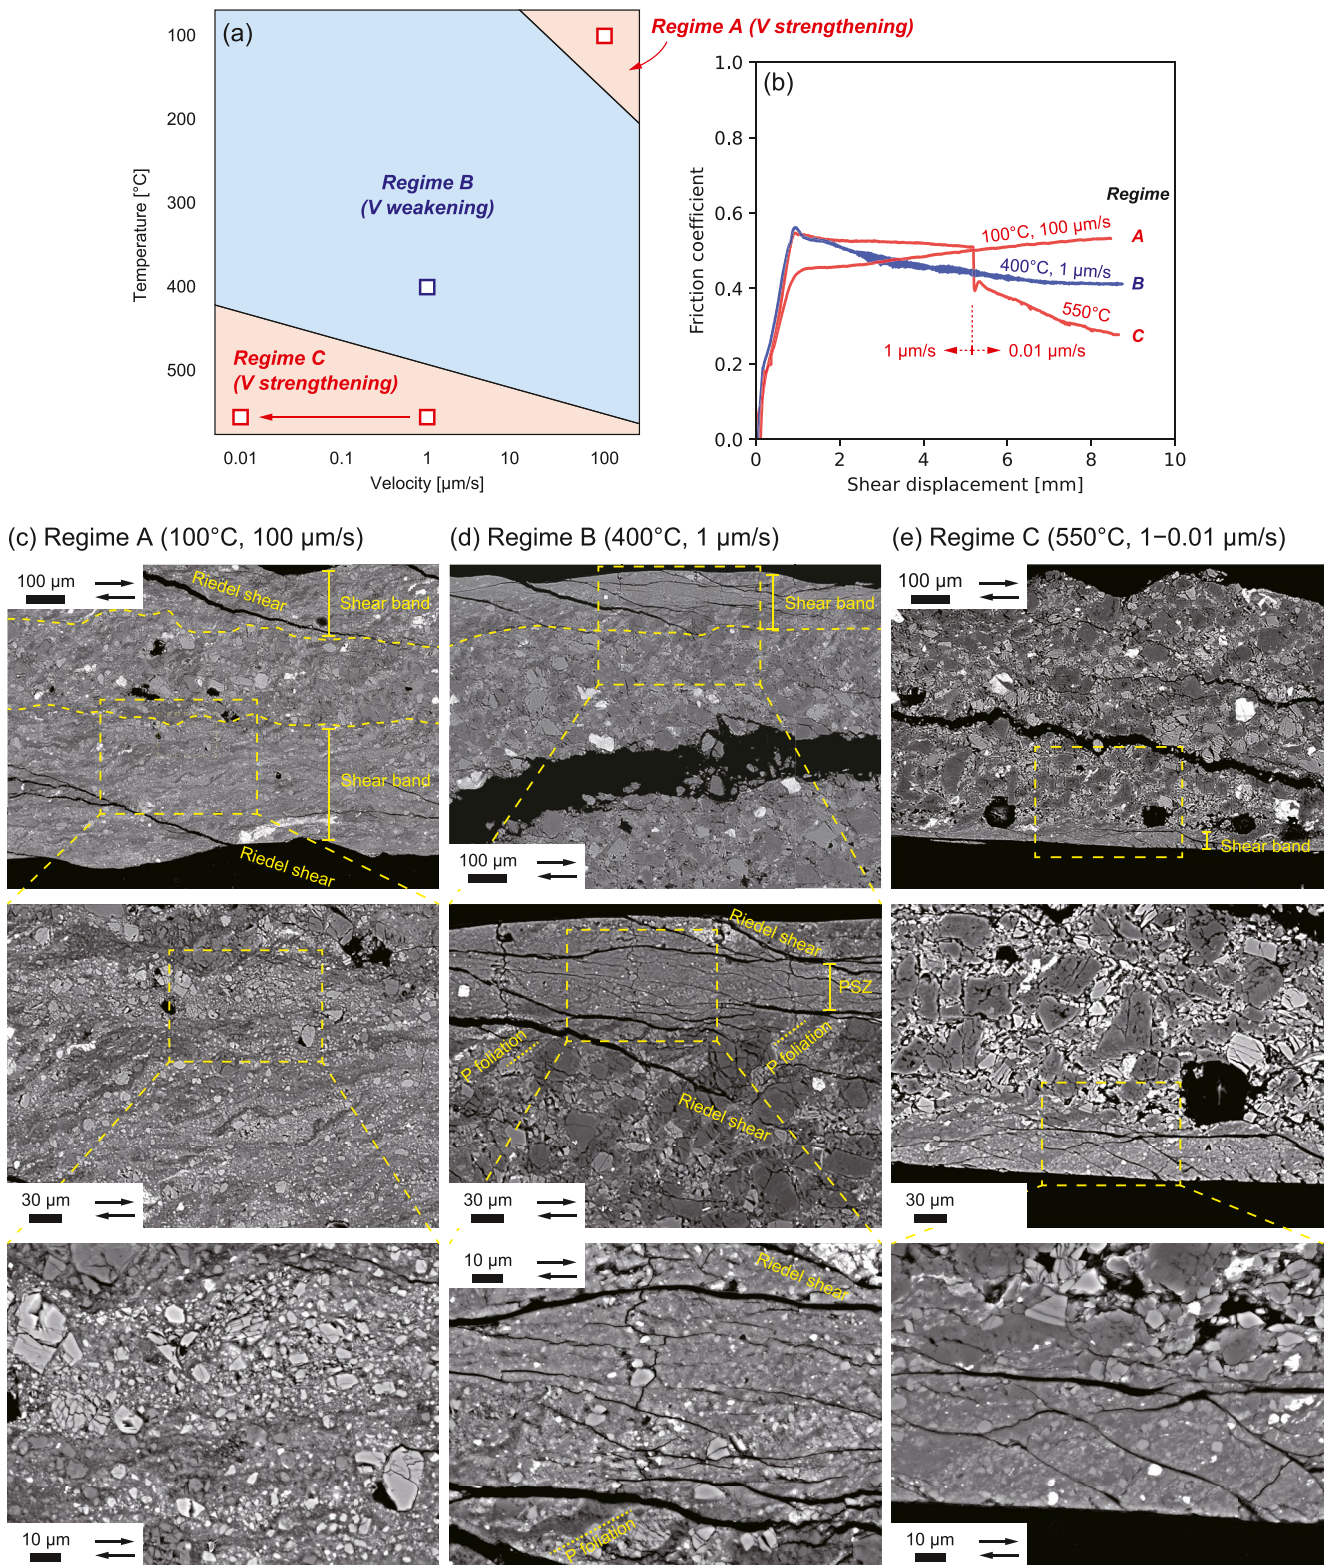 (a)
Regime A (V strengthening)
100
200
300
400
500
Temperature [°C]
Regime B
(V weakening)
Regime C
(V strengthening)
0.01
0.1
1
10
100
Velocity [µm/s]
(b)
1.0
0.8
0.6
0.4
0.2
0.0
Friction coefficient
Regime
100°C, 100 µm/s
A
400°C, 1 µm/s
B
550°C
C
1 µm/s
0.01 µm/s
0
2
4
6
8
10
Shear displacement [mm]
(c) Regime A (100°C, 100 µm/s)
100 µm
Riedel shear
Shear band
Shear band
Riedel shear
30 µm
10 µm
(d) Regime B (400°C, 1 µm/s)
Shear band
100 µm
Riedel shear
PSZ
P foliation
P foliation
Riedel shear
30 µm
10 µm
Riedel shear
P foliation
(e) Regime C (550°C, 1−0.01 µm/s)
100 µm
Shear band
30 µm
10 µm